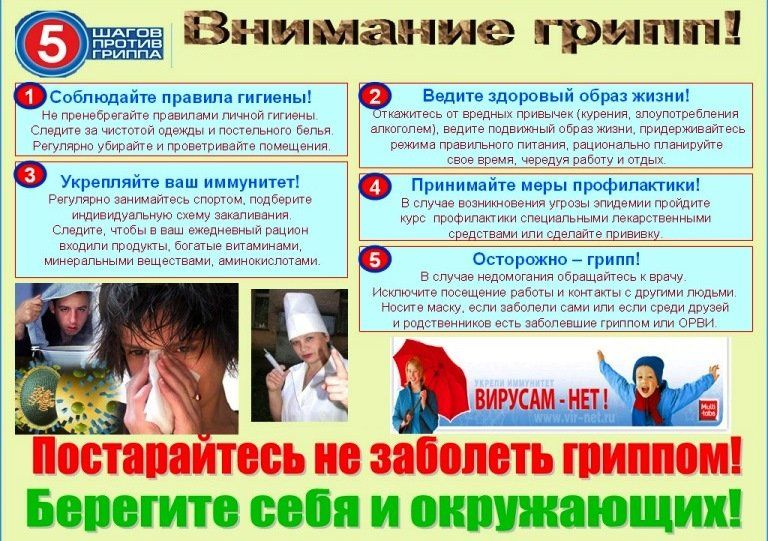 5
ШАГОВ
ПРОТИВ
ГРИППА
Внимание грипп!
1 Соблюдайте правила гигиены!
Не пренебрегайте правилами личной гигиены.
Следите за чистотой одежды и постельного белья.
Регулярно убирайте и проветривайте помещения.
2 Ведите здоровый образ жизни!
Откажитесь от вредных привычек (курения, злоупотребления
алкоголем), ведите подвижный образ жизни, придерживайтесь
режима правильного питания, рационально планируйте
свое время, чередуя работу и отдых.
3 Укрепляйте ваш иммунитет!
Регулярно занимайтесь спортом, подберите
индивидуальную схему закаливания.
Следите, чтобы в ваш ежедневный рацион
входили продукты, богатые витаминами,
минеральными веществами, аминокислотами.
4 Принимайте меры профилактики!
В случае возникновения угрозы эпидемии пройдите
курс профилактики специальными лекарственными
средствами или сделайте прививку.
5 Осторожно – грипп!
В случае недомогания обращайтесь к врачу.
Исключите посещение работы и контакты с другими людьми.
Носите маску, если заболели сами или если среди друзей
и родственников есть заболевшие гриппом или ОРВИ.
УКРЕПИ ИММУНИТЕТ
ВИРУСАМ - НЕТ!
www.vir-net.ru
Multi
-tabs
Постарайтесь не заболеть гриппом!
Берегите себя и окружающих!